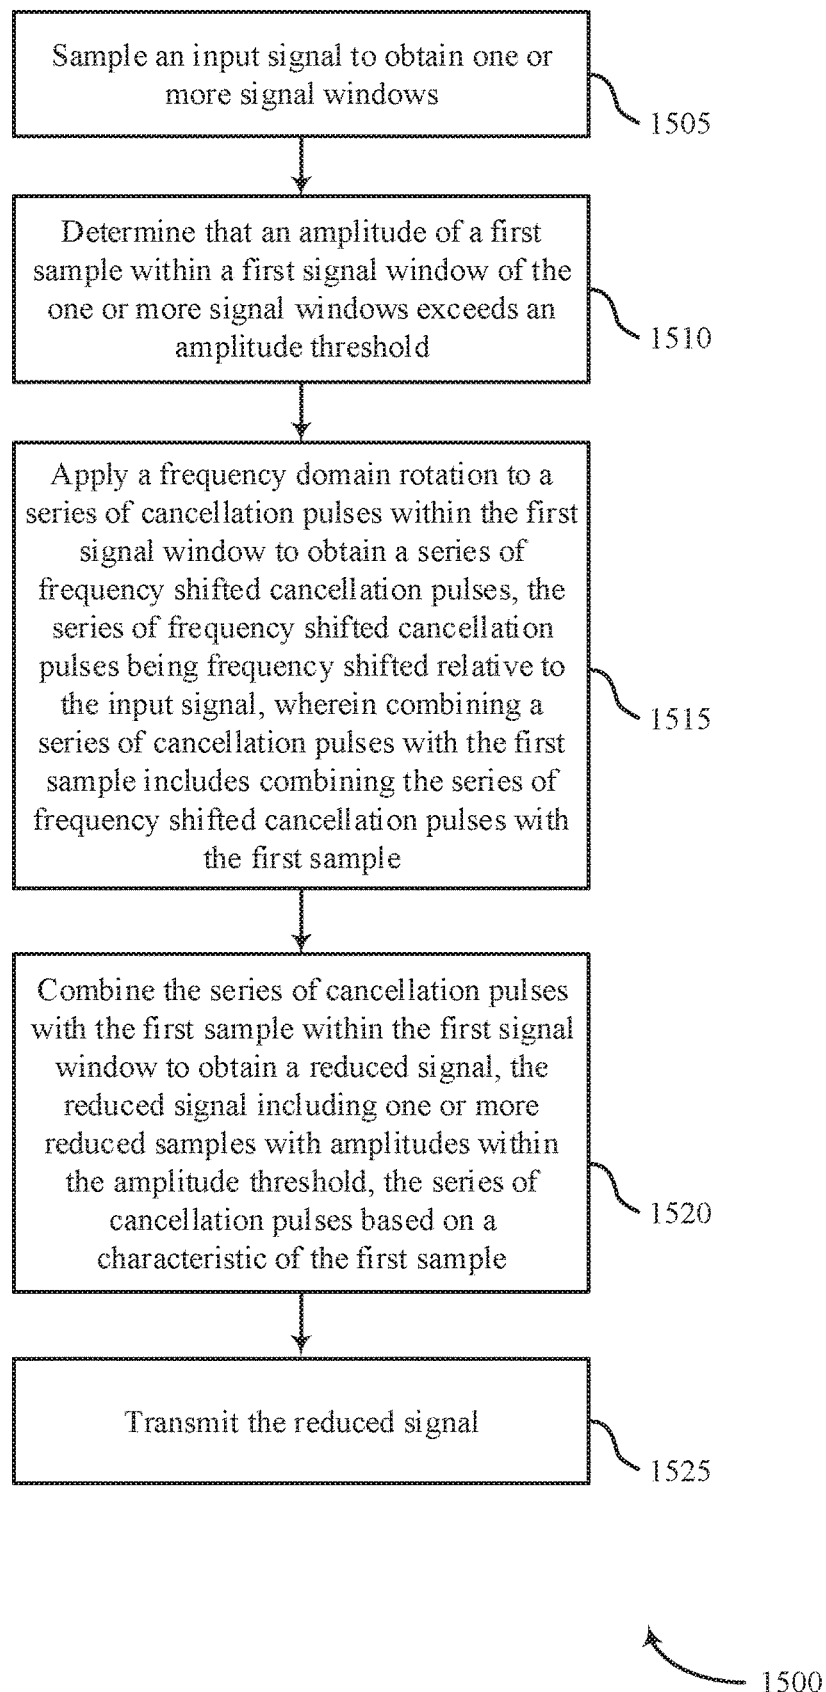 Sample an input signal to obtain one or
more signal windows
1505
Determine that an amplitude of a first
sample within a first signal window of the
one or more signal windows exceeds an
amplitude threshold
1510
Apply a frequency domain rotation to a
series of cancellation pulses within the first
signal window to obtain a series of
frequency shifted cancellation pulses, the
series of frequency shifted cancellation
pulses being frequency shifted relative to
the input signal, wherein combining a
series of cancellation pulses with the first
sample includes combining the series of
frequency shifted cancellation pulses with
the first sample
1515
Combine the series of cancellation pulses
with the first sample within the first signal
window to obtain a reduced signal, the
reduced signal including one or more
reduced samples with amplitudes within
the amplitude threshold, the series of
cancellation pulses based on a
characteristic of the first sample
1520
Transmit the reduced signal
1525
1500